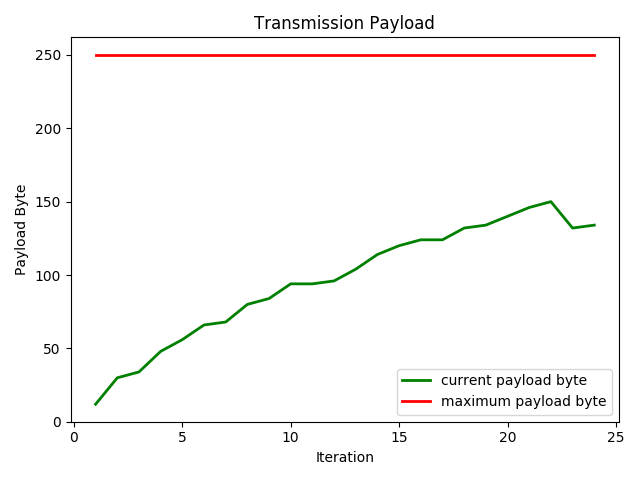 Transmission Payload
Payload Byte
250
200
150
100
50
0
0 5 10 15 20 25
Iteration
current payload byte
maximum payload byte